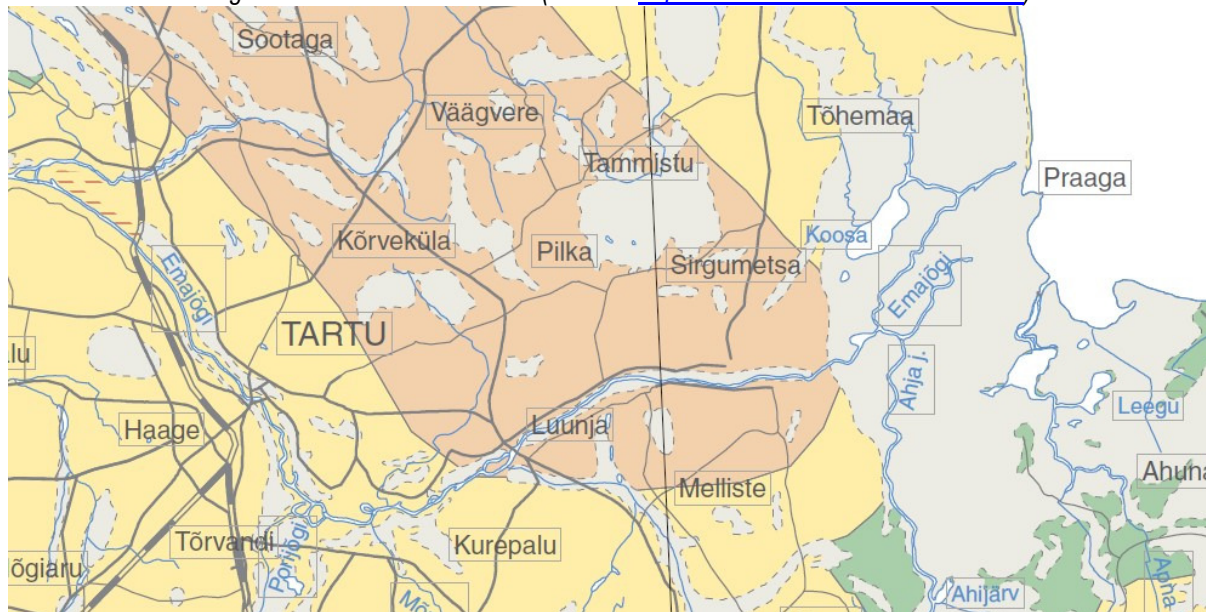 Sootaga
Väägvere
Tõhemaa
Tammistu
Praaga
Kõrveküla
Pilka
Koosa
Sirgumetsa
Emajõgi
Emajõgi
TARTU
Ahja j.
Leegu
Haage
Luunja
Melliste
Tõrvandi
Kurepalu
Porijõgi
Ahijärv